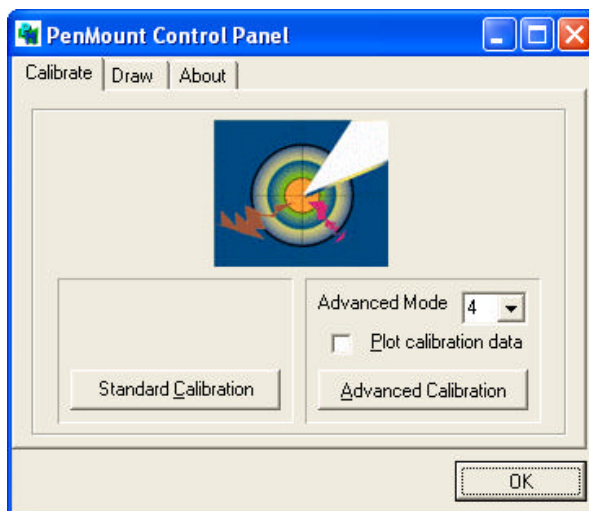 PenMount Control Panel
Calibrate Draw About
Advanced Mode 4
Plot calibration data
Standard Calibration Advanced Calibration
OK